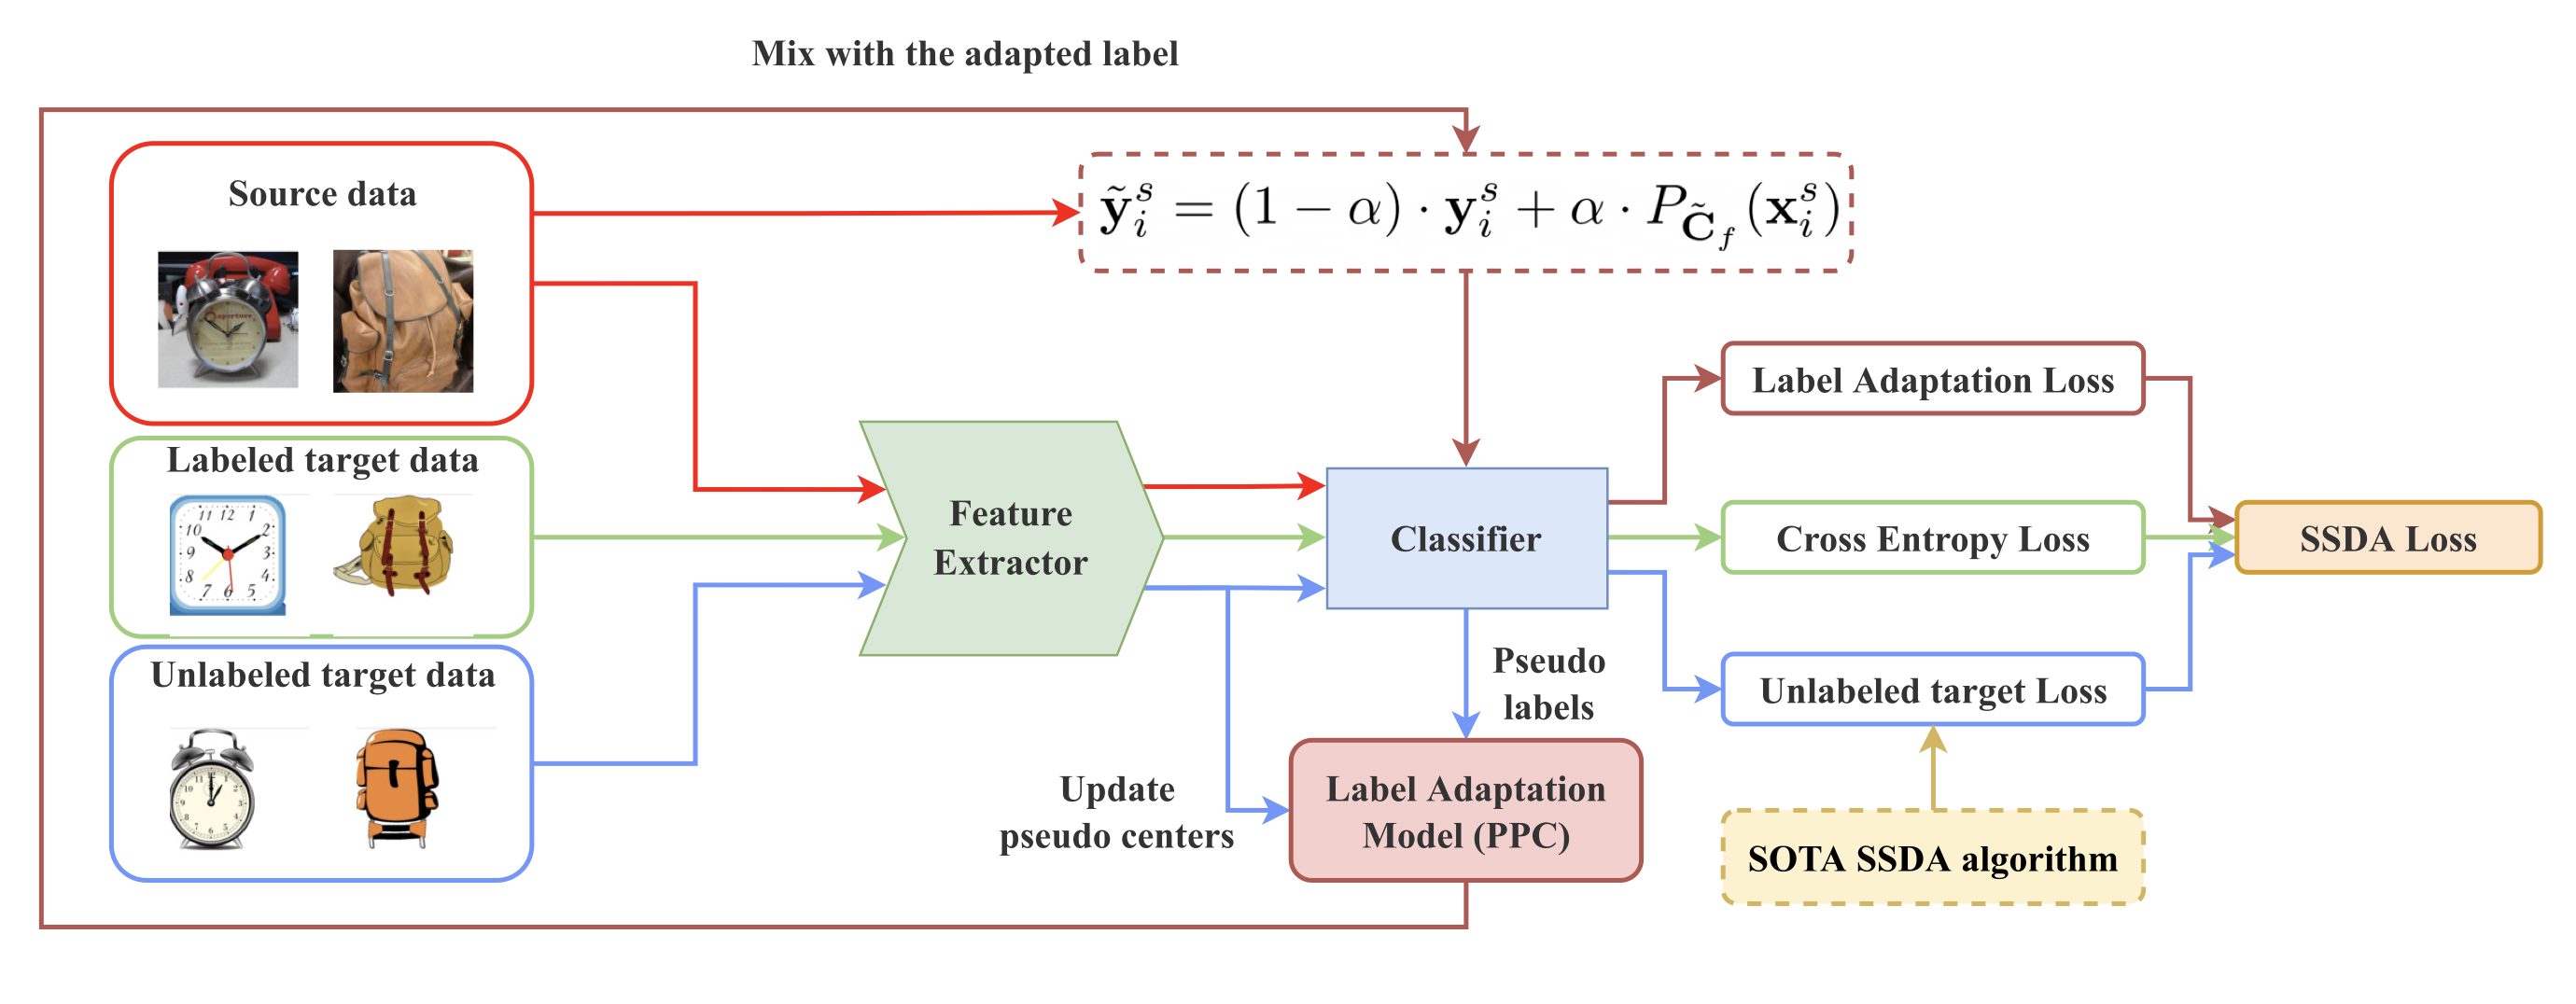 Mix with the adapted label
Source data
$\tilde{\mathbf{y}}_i^s = (1 - \alpha) \cdot \mathbf{y}_i^s + \alpha \cdot P_{\tilde{\mathbf{C}}_f}(\mathbf{x}_i^s)$
Labeled target data
Unlabeled target data
Feature
Extractor
Classifier
Pseudo
labels
Update
pseudo centers
Label Adaptation
Model (PPC)
Label Adaptation Loss
Cross Entropy Loss
Unlabeled target Loss
SOTA SSDA algorithm
SSDA Loss